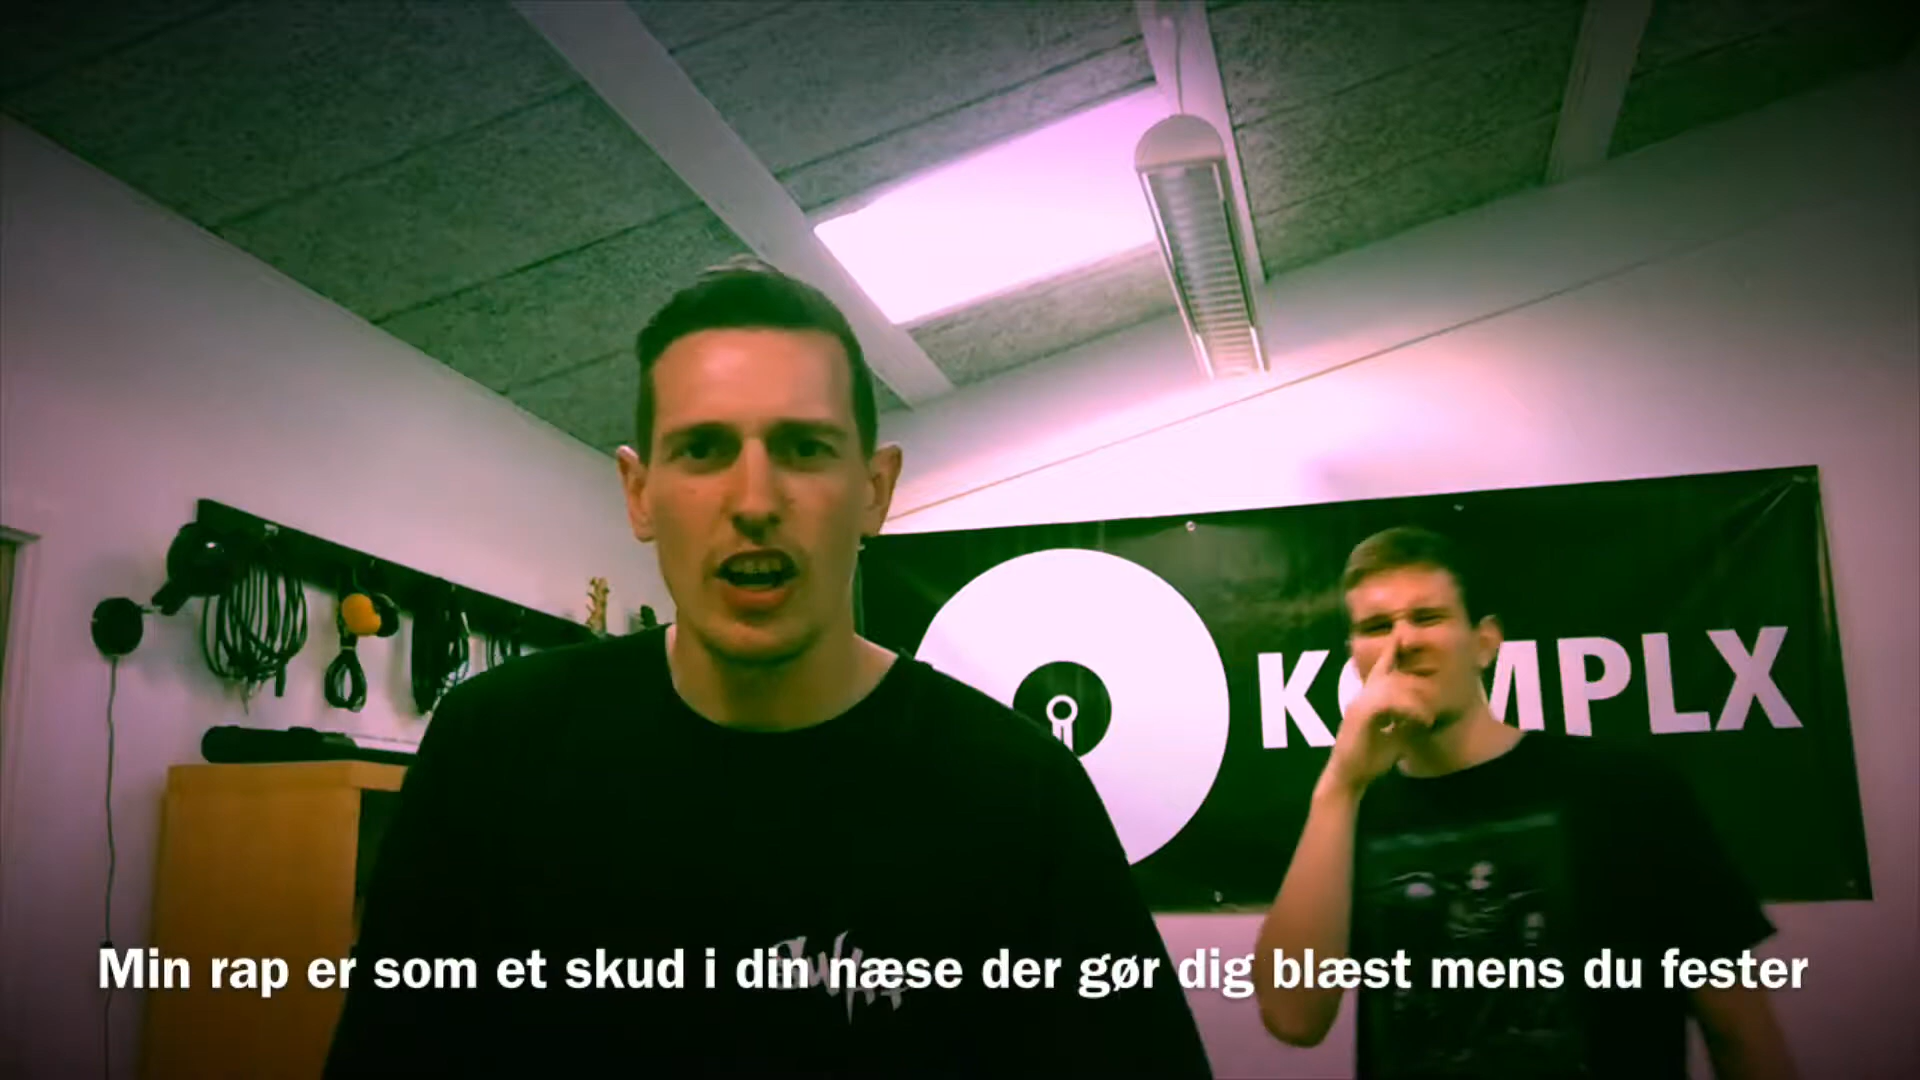 KOMPLX
Min rap er som et skud i din næse der gør dig blæst mens du fester